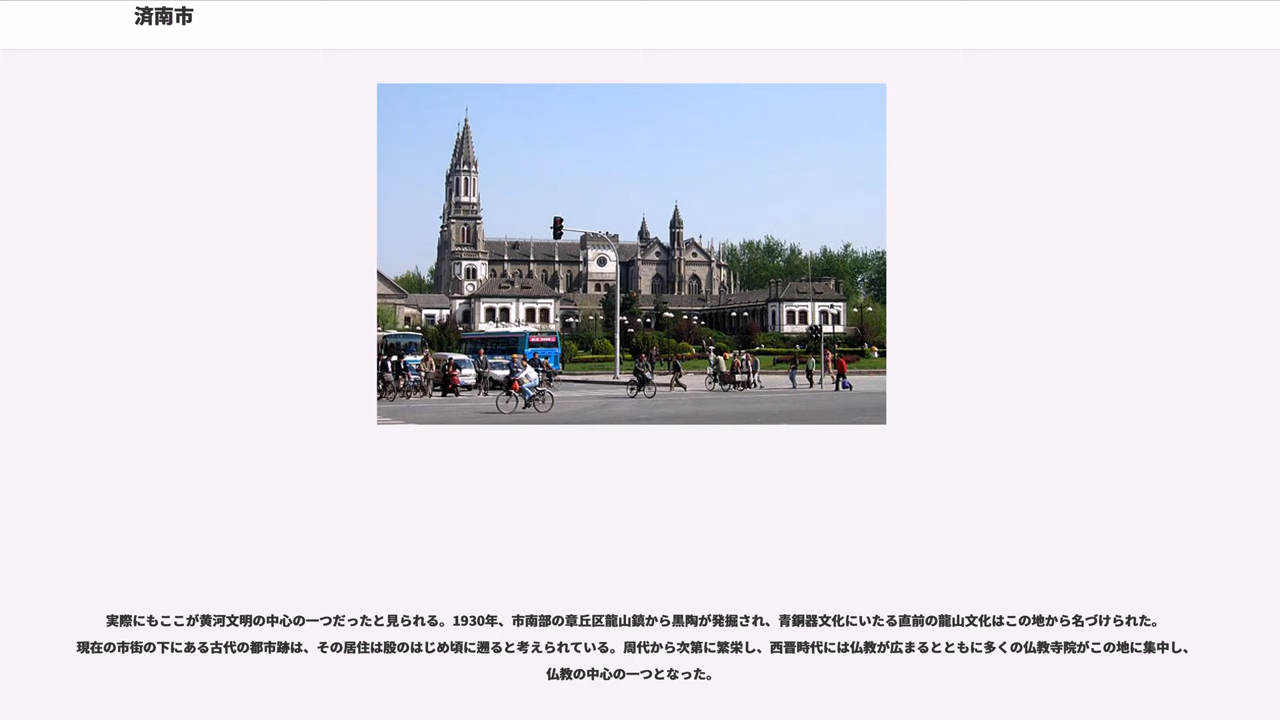 済南市
実際にもここが黄河文明の中心の一つだったと見られる。1930年、市南部の章丘区龍山鎮から黒陶が発掘され、青銅器文化にいたる直前の龍山文化はこの地から名づけられた。
現在の市街の下にある古代の都市跡は、その居住は殷のはじめ頃に遡ると考えられている。周代から次第に繁栄し、西晋時代には仏教が広まるとともに多くの仏教寺院がこの地に集中し、
仏教の中心の一つとなった。